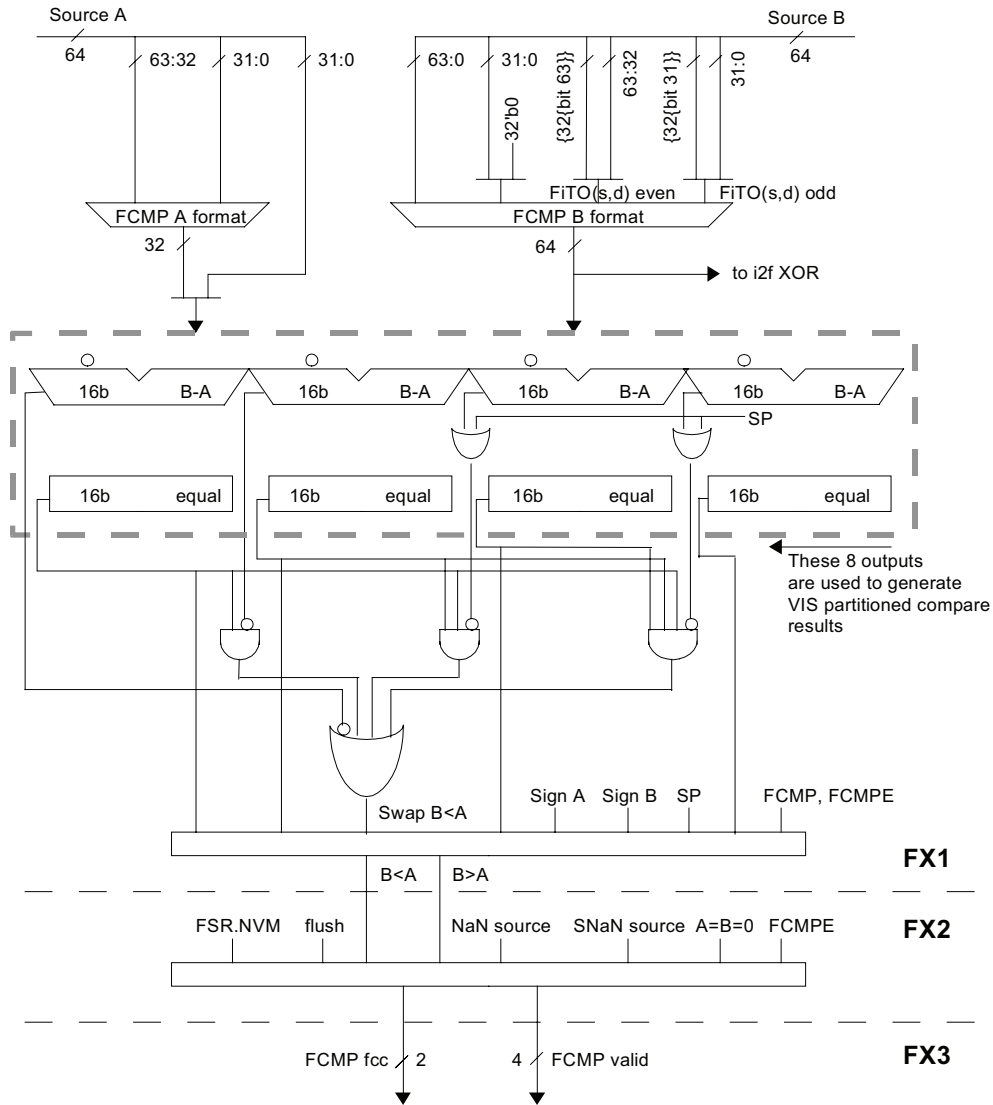 Source A
Source B
64
63:32
31:0
31:0
63:0
31:0
32'b0
{32{bit 63}}
63:32
{32{bit 31}}
31:0
64
FiTO(s,d) even
FiTO(s,d) odd
FCMP A format
FCMP B format
32
64
to i2f XOR
16b B-A
16b B-A
16b B-A
16b B-A
SP
16b equal
16b equal
16b equal
16b equal
These 8 outputs
are used to generate
VIS partitioned compare
results
Swap B<A
Sign A
Sign B
SP
FCMP, FCMPE
FX1
B<A
B>A
FX2
FSR.NVM
flush
NaN source
SNaN source
A=B=0
FCMPE
FX3
FCMP fcc
2
4
FCMP valid